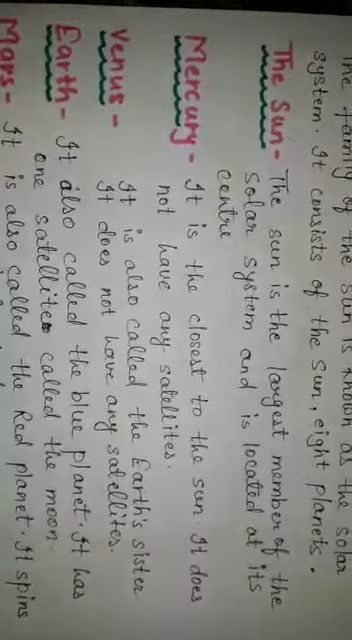 The family of the sun is known as the solar
system. It consists of the sun, eight planets.
The Sun- The sun is the largest member of the
solar system and is located at its
centre
Mercury- It is the closest to the sun It does
not have any satellites.
Venus- It is also called the Earth's sister
It does not have any satellites.
Earth- It also called the blue planet. It has
one satellite called the moon.
Mars- It is also called the Red planet. It spins